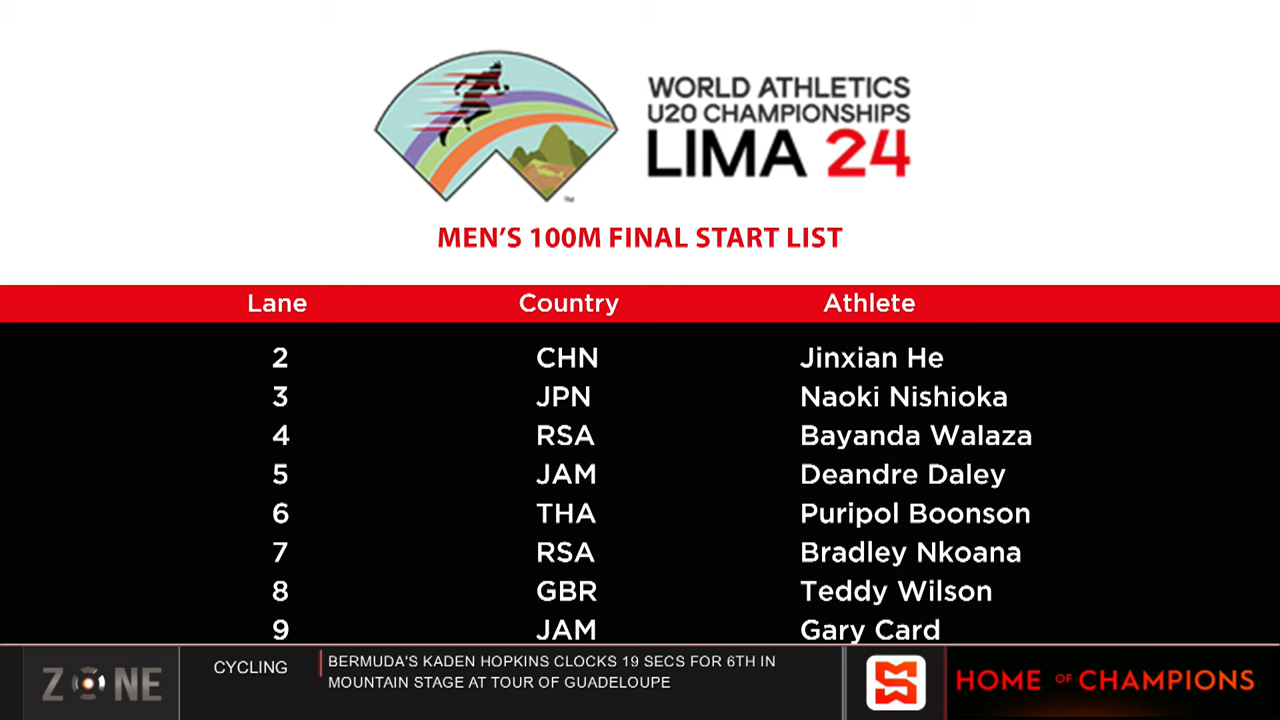 WORLD ATHLETICS
U20 CHAMPIONSHIPS
LIMA 24
TM
MEN'S 100M FINAL START LIST
Lane Country Athlete
2 CHN Jinxian He
3 JPN Naoki Nishioka
4 RSA Bayanda Walaza
5 JAM Deandre Daley
6 THA Puripol Boonson
7 RSA Bradley Nkoana
8 GBR Teddy Wilson
9 JAM Gary Card
ZONE
CYCLING
BERMUDA'S KADEN HOPKINS CLOCKS 19 SECS FOR 6TH IN
MOUNTAIN STAGE AT TOUR OF GUADELOUPE
SM
HOME OF CHAMPIONS